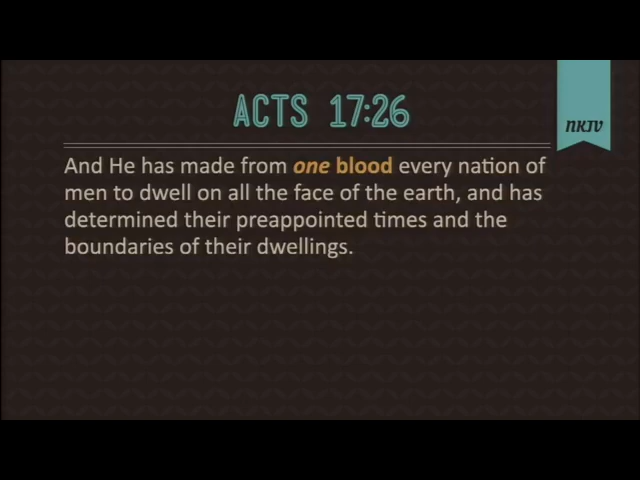 ACTS 17:26
NKJV
And He has made from one blood every nation of
men to dwell on all the face of the earth, and has
determined their preappointed times and the
boundaries of their dwellings.